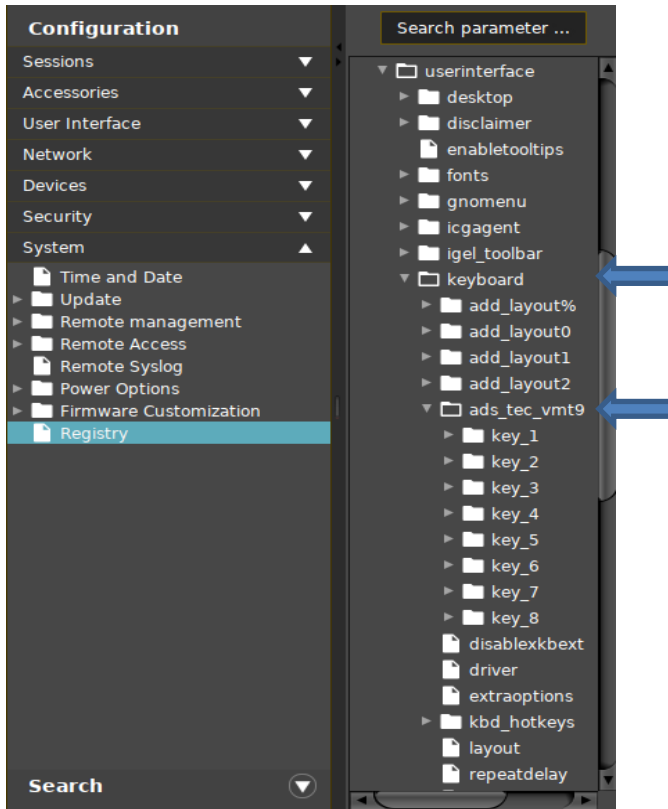 Configuration
Sessions
Accessories
User Interface
Network
Devices
Security
System
Time and Date
Update
Remote management
Remote Access
Remote Syslog
Power Options
Firmware Customization
Registry
Search
Search parameter ...
userinterface
desktop
disclaimer
enabletooltips
fonts
gnomenu
icgagent
igel_toolbar
keyboard
add_layout%
add_layout0
add_layout1
add_layout2
ads_tec_vmt9
key_1
key_2
key_3
key_4
key_5
key_6
key_7
key_8
disablexkbext
driver
extraoptions
kbd_hotkeys
layout
repeatdelay